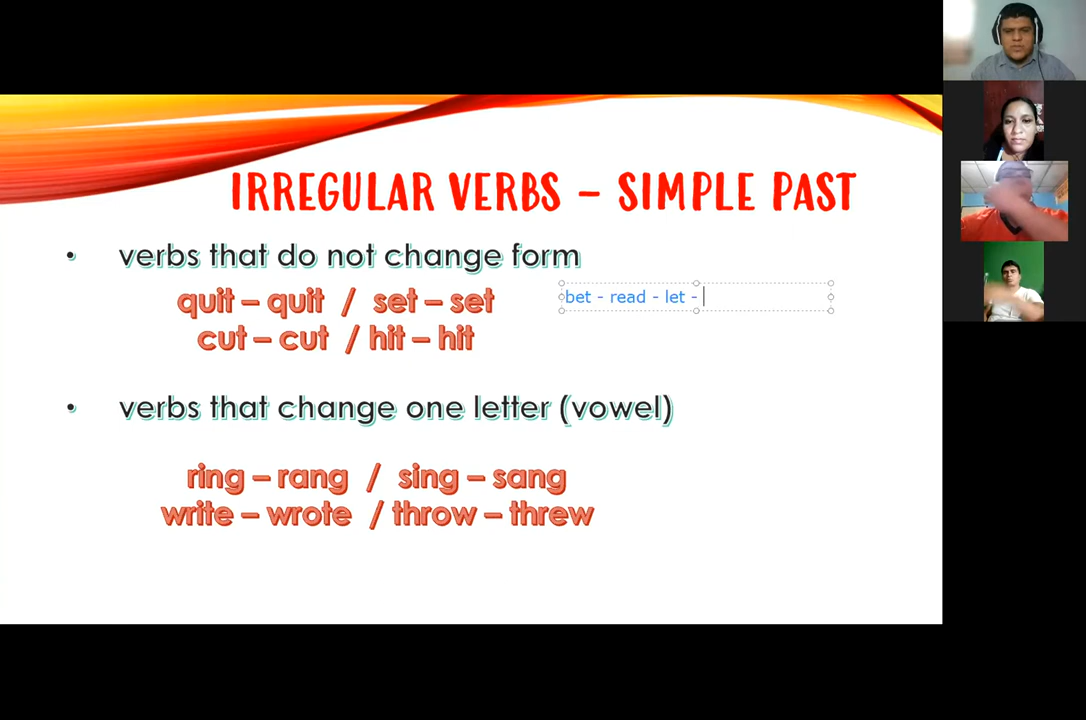 IRREGULAR VERBS – SIMPLE PAST
• verbs that do not change form
quit – quit / set – set
bet - read - let -
cut – cut / hit – hit
• verbs that change one letter (vowel)
ring – rang / sing – sang
write – wrote / throw – threw